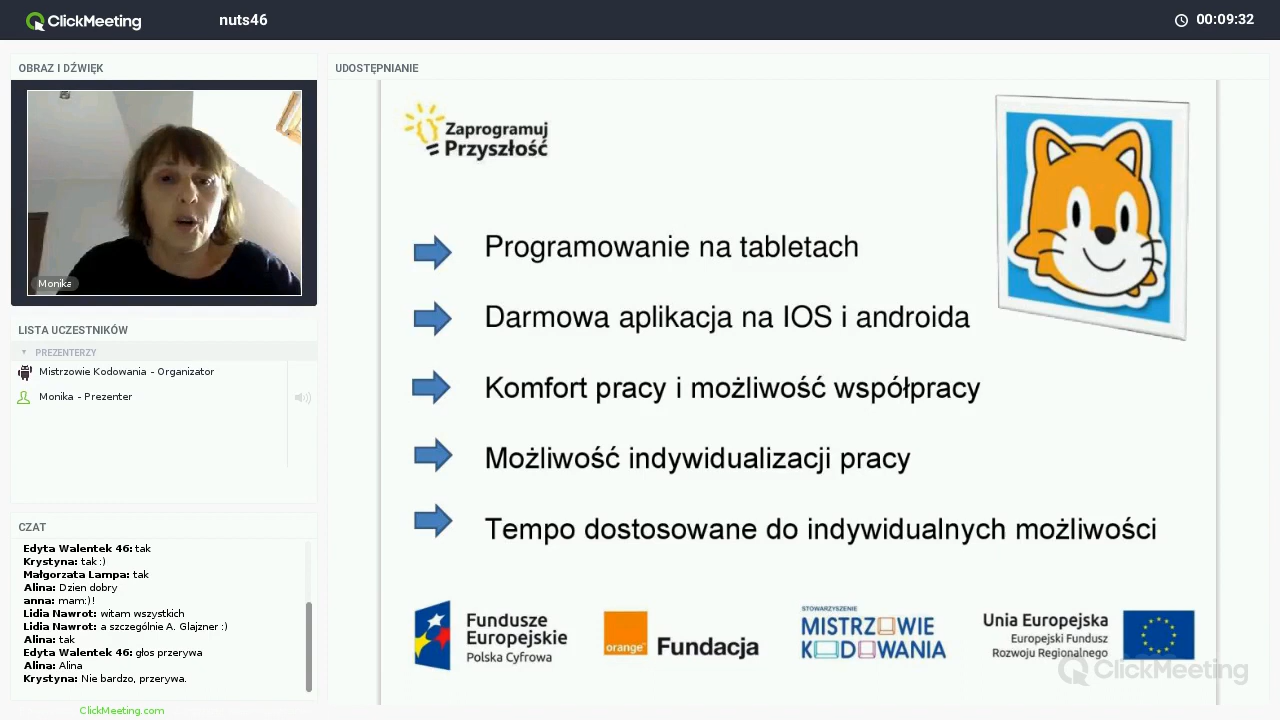 ClickMeeting
nuts46
00:09:32
OBRAZ I DŹWIĘK
Monika
LISTA UCZESTNIKÓW
PREZENTERZY
Mistrzowie Kodowania - Organizator
Monika - Prezenter
CZAT
Edyta Walentek 46: tak
Krystyna: tak :)
Małgorzata Lampa: tak
Alina: Dzien dobry
anna: mam:)!
Lidia Nawrot: witam wszystkich
Lidia Nawrot: a szczególnie A. Glajzner :)
Alina: tak
Edyta Walentek 46: głos przerywa
Alina: Alina
Krystyna: Nie bardzo, przerywa.
ClickMeeting.com
UDOSTĘPNIANIE
Zaprogramuj
Przyszłość
Programowanie na tabletach
Darmowa aplikacja na IOS i androida
Komfort pracy i możliwość współpracy
Możliwość indywidualizacji pracy
Tempo dostosowane do indywidualnych możliwości
Fundusze
Europejskie
Polska Cyfrowa
orange
Fundacja
STOWARZYSZENIE
MISTRZOWIE
KODOWANIA
Unia Europejska
Europejski Fundusz
Rozwoju Regionalnego
ClickMeeting